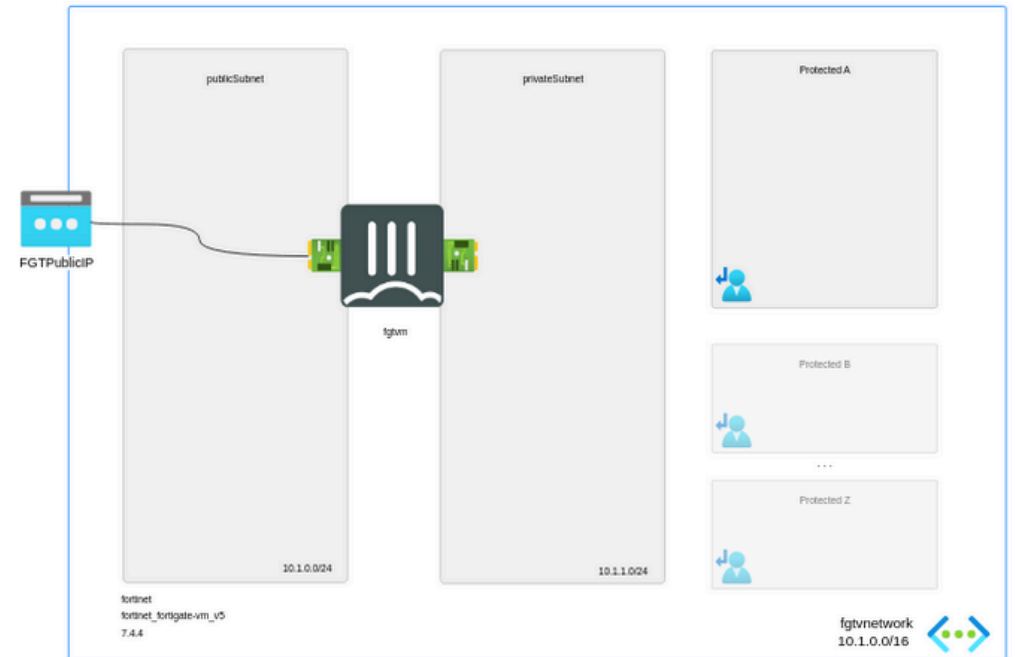 publicSubnet
privateSubnet
Protected A
FGTPublicIP
fgtvm
Protected B
...
Protected Z
10.1.0.0/24
10.1.1.0/24
fortinet
fortinet_fortigate-vm_v5
7.4.4
fgtvnetwork
10.1.0.0/16